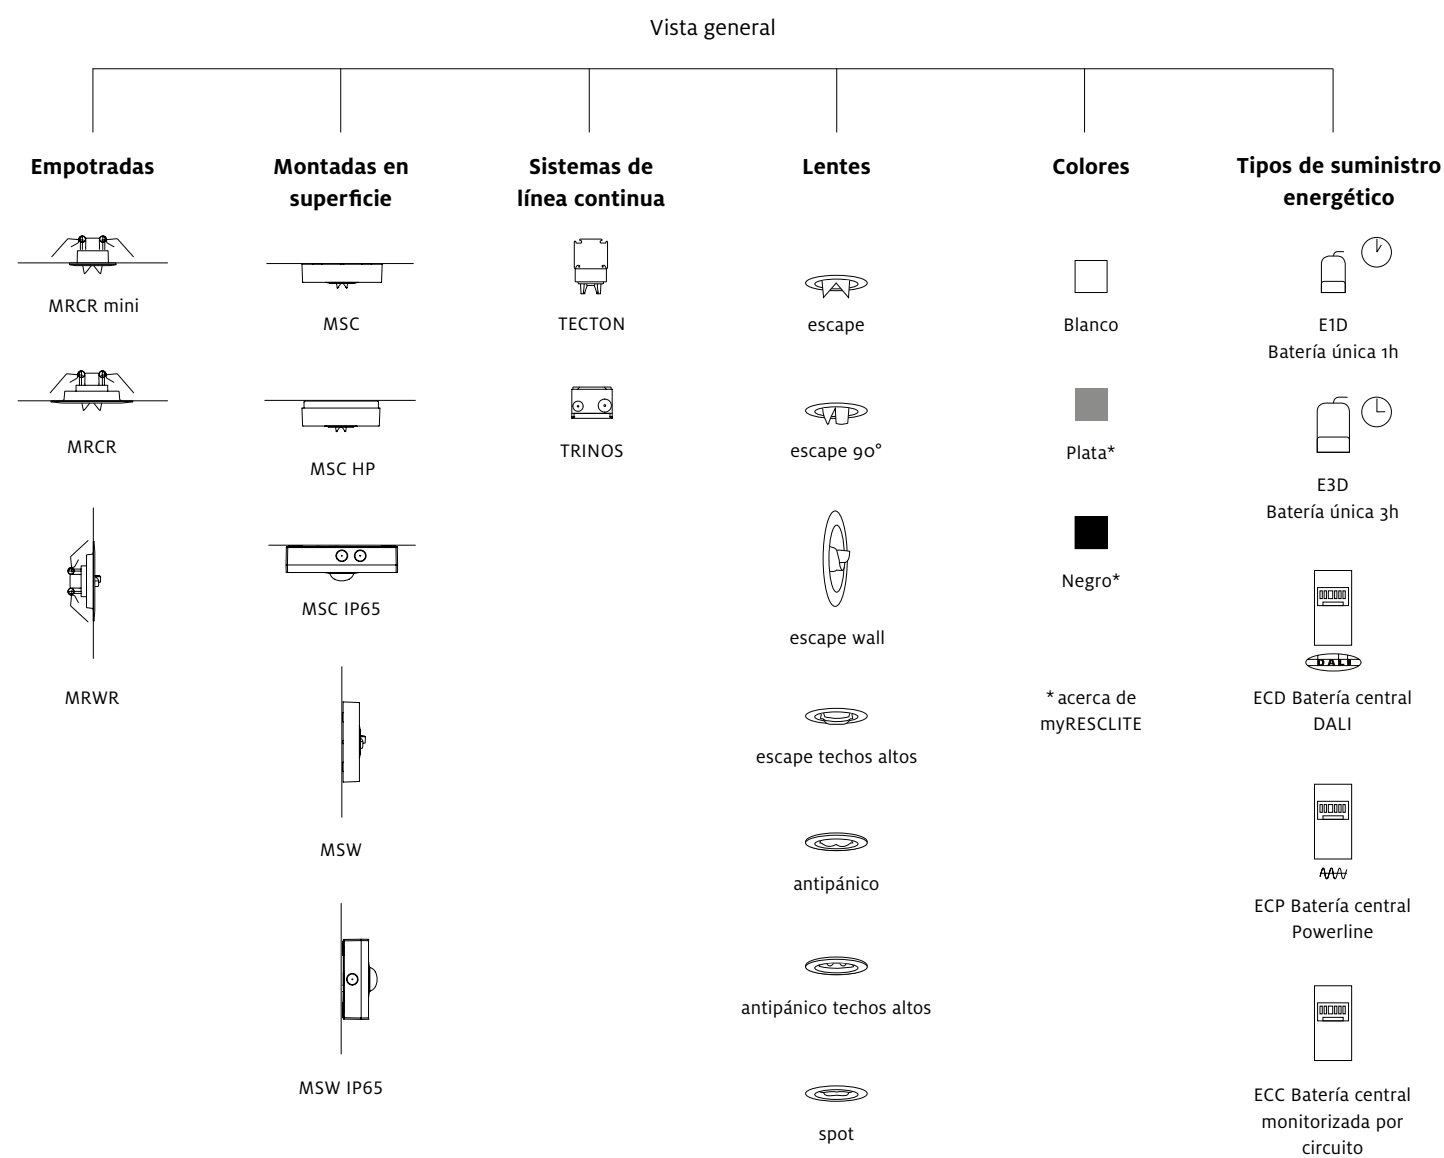 Vista general
Empotradas
MRCR mini
MRCR
MRWR
Montadas en
superficie
MSC
MSC HP
MSC IP65
MSW
MSW IP65
Sistemas de
línea continua
TECTON
TRINOS
Lentes
escape
escape 90°
escape wall
escape techos altos
antipánico
antipánico techos altos
spot
Colores
Blanco
Plata*
Negro*
* acerca de
myRESCLITE
Tipos de suministro
energético
E1D
Batería única 1h
E3D
Batería única 3h
DALI
ECD Batería central
DALI
ECP Batería central
Powerline
ECC Batería central
monitorizada por
circuito